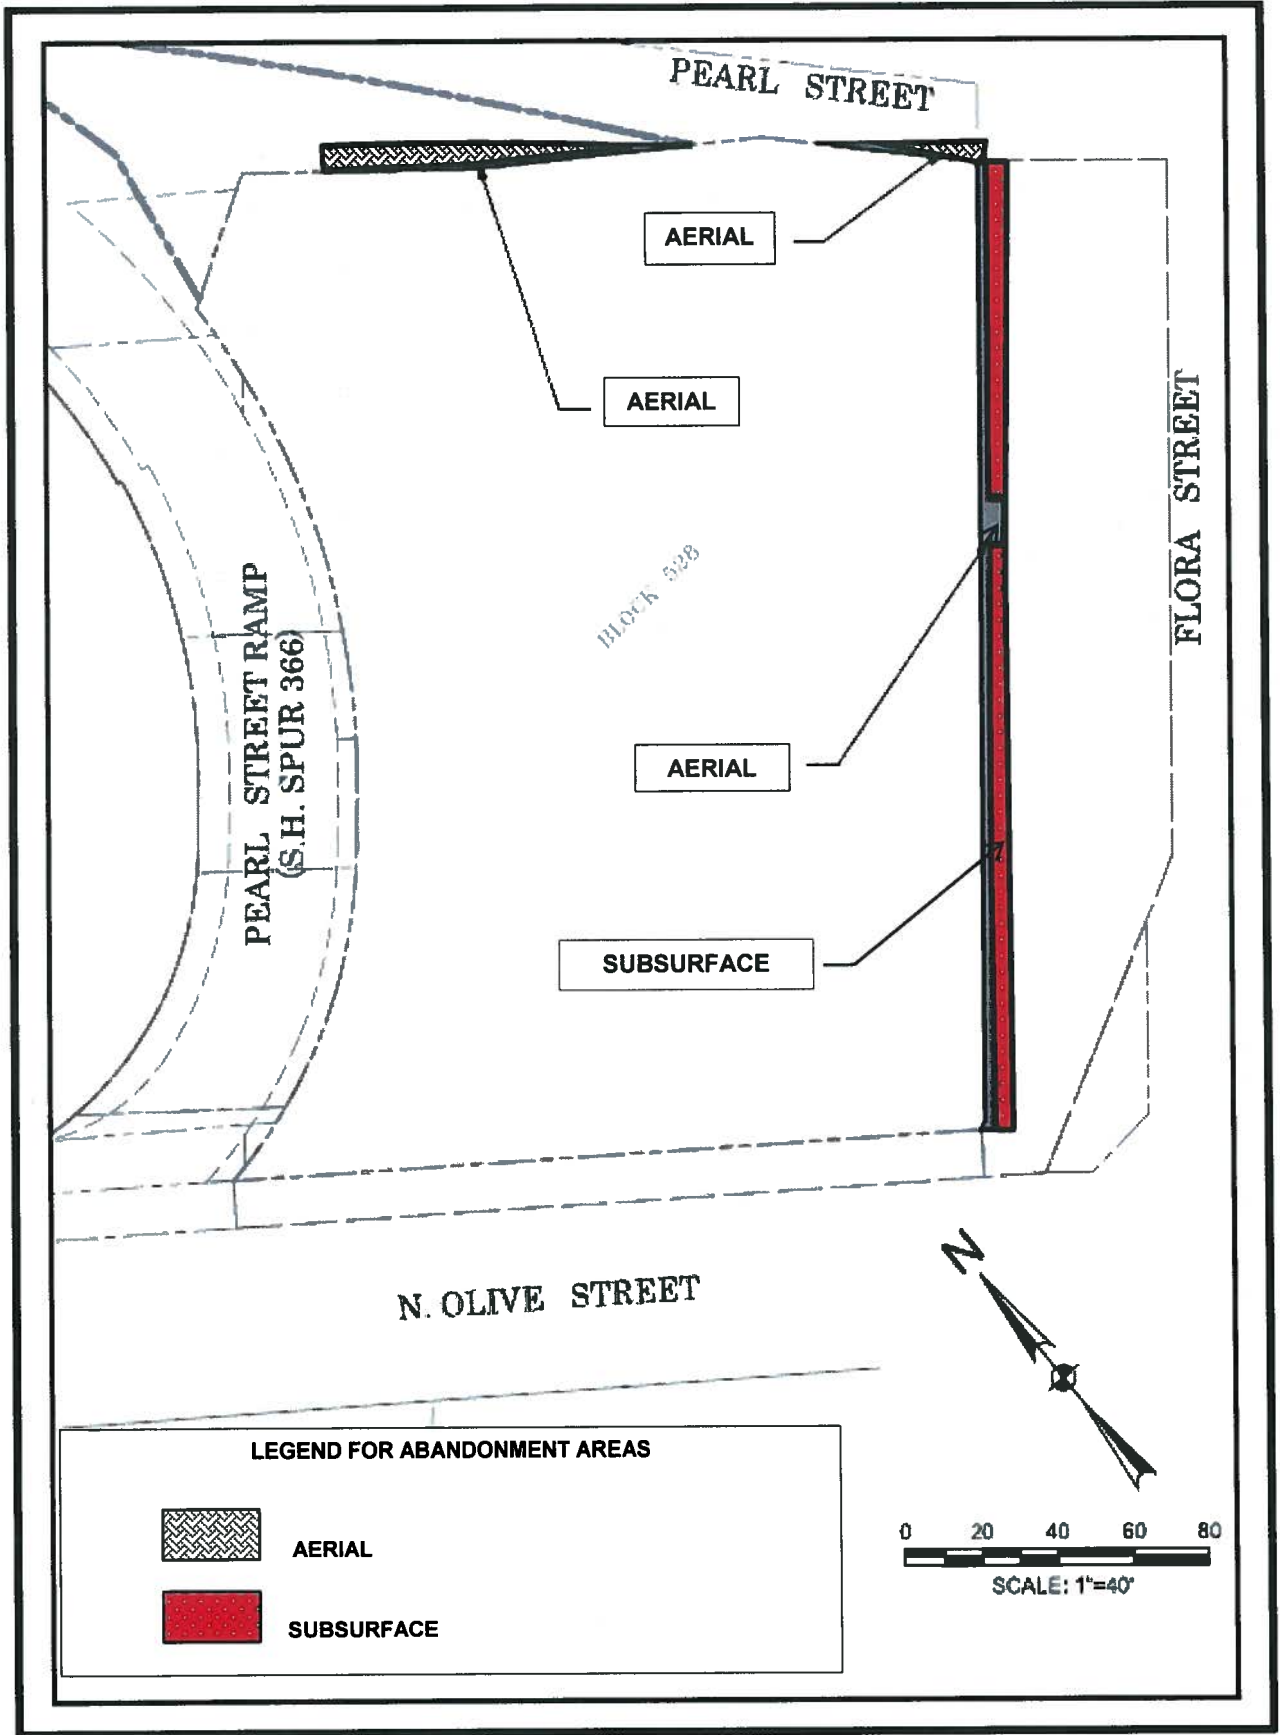 PEARL STREET
AERIAL
AERIAL
FLORA STREET
BLOCK 528
PEARL STREET RAMP
(S.H. SPUR 366)
AERIAL
SUBSURFACE
N. OLIVE STREET
N
LEGEND FOR ABANDONMENT AREAS
AERIAL
SUBSURFACE
0 20 40 60 80
SCALE: 1"=40'